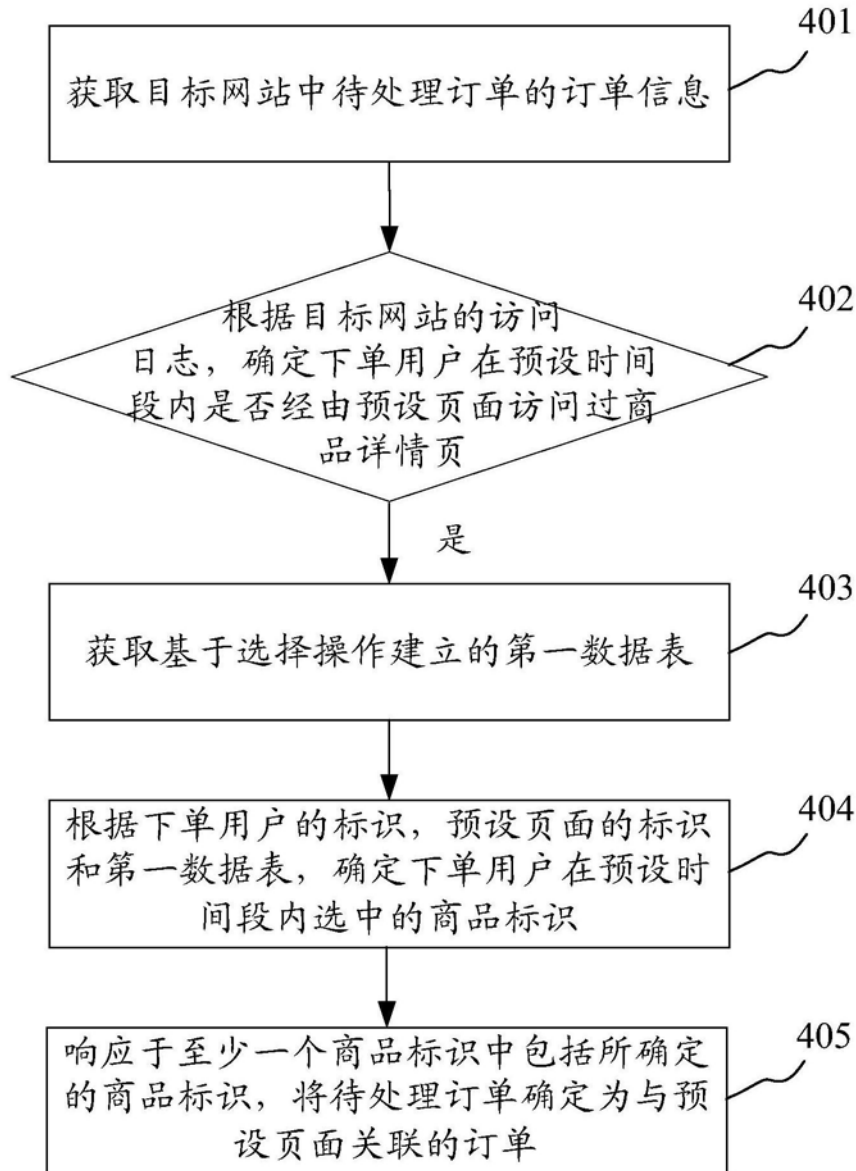 401
获取目标网站中待处理订单的订单信息
402
根据目标网站的访问
日志，确定下单用户在预设时间
段内是否经由预设页面访问过商
品详情页
是
403
获取基于选择操作建立的第一数据表
404
根据下单用户的标识，预设页面的标识
和第一数据表，确定下单用户在预设时
间段内选中的商品标识
405
响应于至少一个商品标识中包括所确定
的商品标识，将待处理订单确定为与预
设页面关联的订单